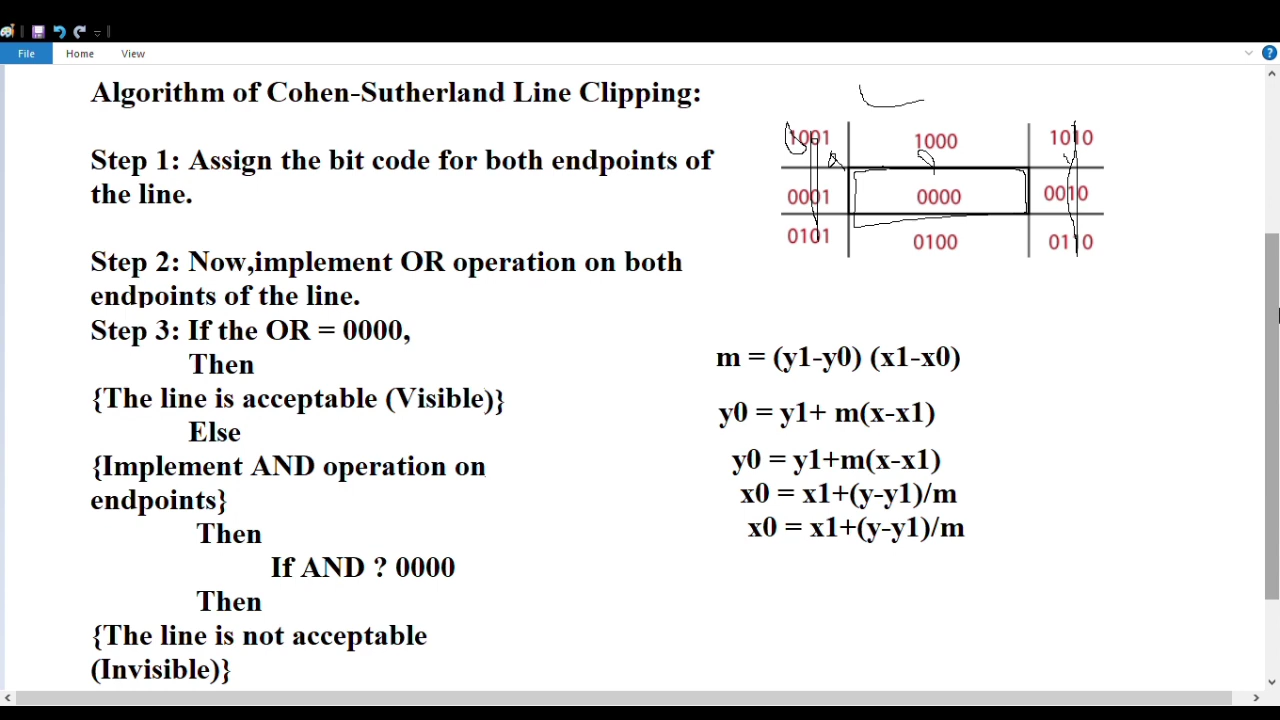 File Home View
Algorithm of Cohen-Sutherland Line Clipping:
Step 1: Assign the bit code for both endpoints of
the line.
Step 2: Now,implement OR operation on both
endpoints of the line.
Step 3: If the OR = 0000,
Then
{The line is acceptable (Visible)}
Else
{Implement AND operation on
endpoints}
Then
If AND ? 0000
Then
{The line is not acceptable
(Invisible)}
1001 1000 1010
0001 0000 0010
0101 0100 0110
m = (y1-y0) (x1-x0)
y0 = y1+ m(x-x1)
y0 = y1+m(x-x1)
x0 = x1+(y-y1)/m
x0 = x1+(y-y1)/m